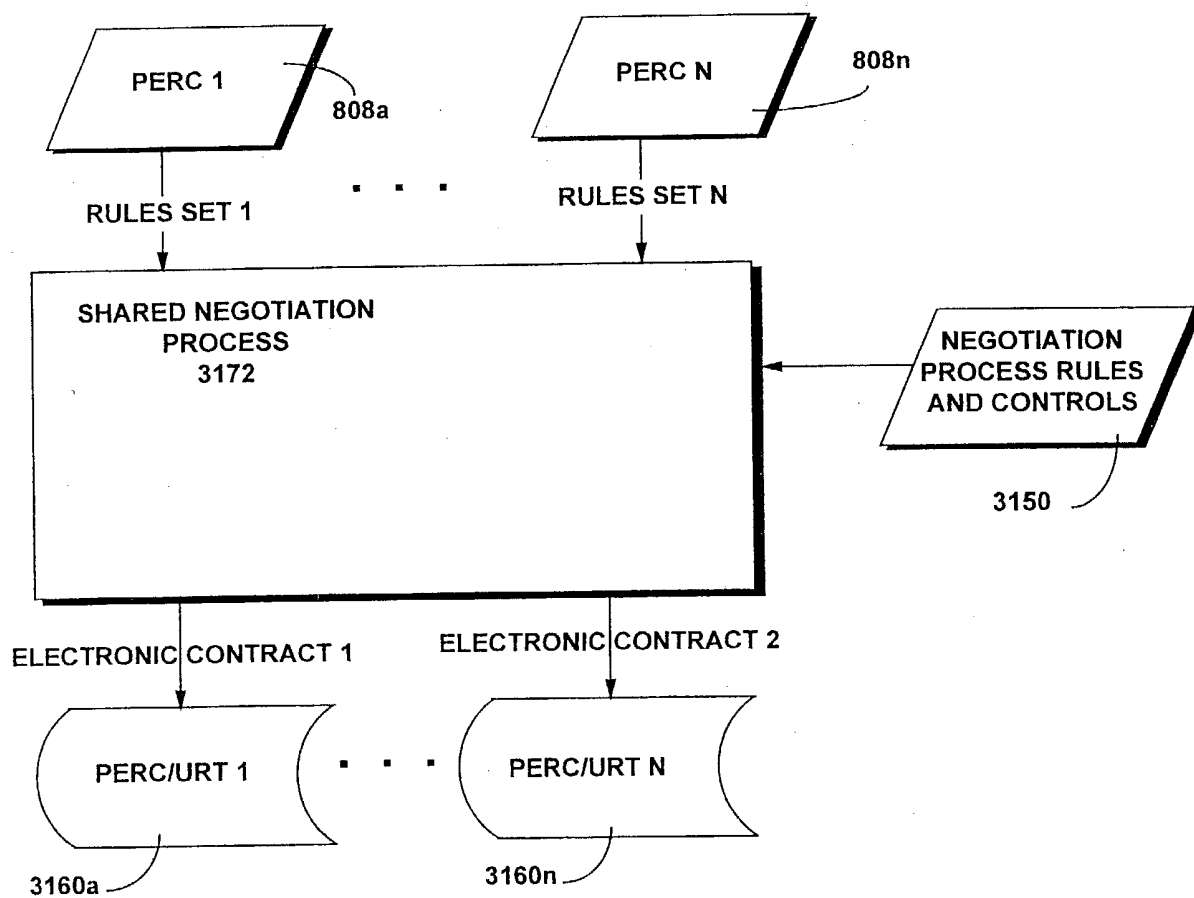 PERC 1
808a
PERC N
808n
RULES SET 1
RULES SET N
SHARED NEGOTIATION
PROCESS
3172
NEGOTIATION
PROCESS RULES
AND CONTROLS
3150
ELECTRONIC CONTRACT 1
ELECTRONIC CONTRACT 2
PERC/URT 1
PERC/URT N
3160a
3160n